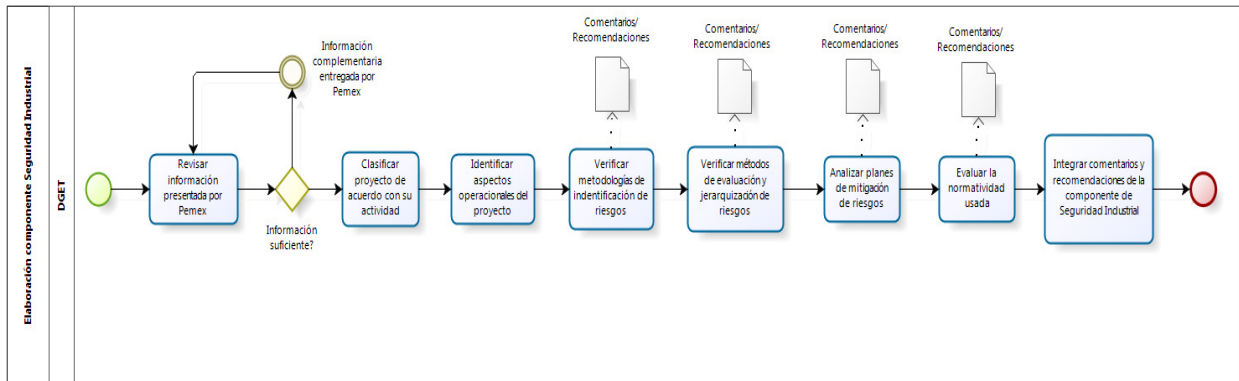 Elaboración componente Seguridad Industrial
DGET
Información
complementaria
entregada por
Pemex
Comentarios/
Recomendaciones
Comentarios/
Recomendaciones
Comentarios/
Recomendaciones
Comentarios/
Recomendaciones
Revisar
información
presentada por
Pemex
Información
suficiente?
Clasificar
proyecto de
acuerdo con su
actividad
Identificar
aspectos
operacionales del
proyecto
Verificar
metodologías de
indentificación de
riesgos
Verificar métodos
de evaluación y
jerarquización de
riesgos
Analizar planes
de mitigación
de riesgos
Evaluar la
normatividad
usada
Integrar comentarios y
recomendaciones de la
componente de
Seguridad Industrial